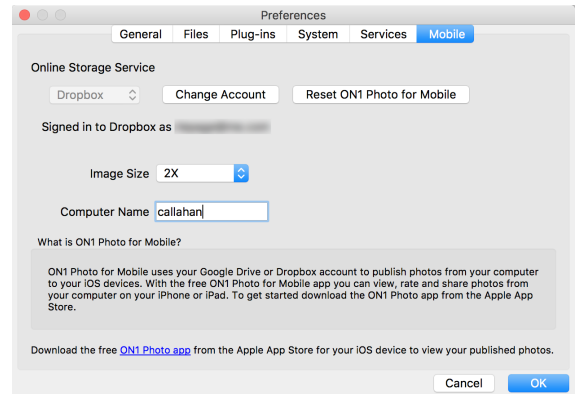 Preferences
General Files Plug-ins System Services Mobile
Online Storage Service
Dropbox Change Account Reset ON1 Photo for Mobile
Signed in to Dropbox as
Image Size 2X
Computer Name callahan
What is ON1 Photo for Mobile?
ON1 Photo for Mobile uses your Google Drive or Dropbox account to publish photos from your computer
to your iOS devices. With the free ON1 Photo for Mobile app you can view, rate and share photos from
your computer on your iPhone or iPad. To get started download the ON1 Photo app from the Apple App
Store.
Download the free ON1 Photo app from the Apple App Store for your iOS device to view your published photos.
Cancel OK